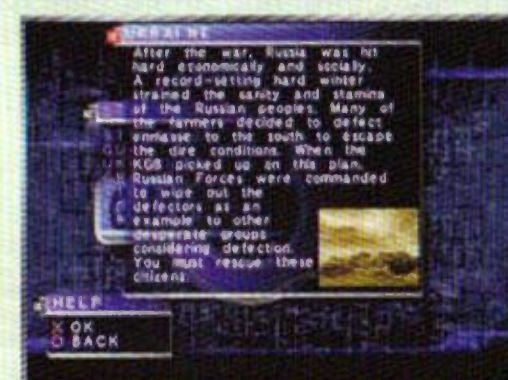 UKRAINE
After the war, Russia was hit
hard economically and socially.
A record-setting hard winter
strained the sanity and stamina
of the Russian peoples. Many of
the farmers decided to defect
enmasse to the south to escape
the dire conditions. When the
KGB picked up on this plan,
Russian Forces were commanded
to wipe out the
defectors as an
example to other
desperate groups
considering defection.
You must rescue these
citizens.
HELP
X OK
O BACK